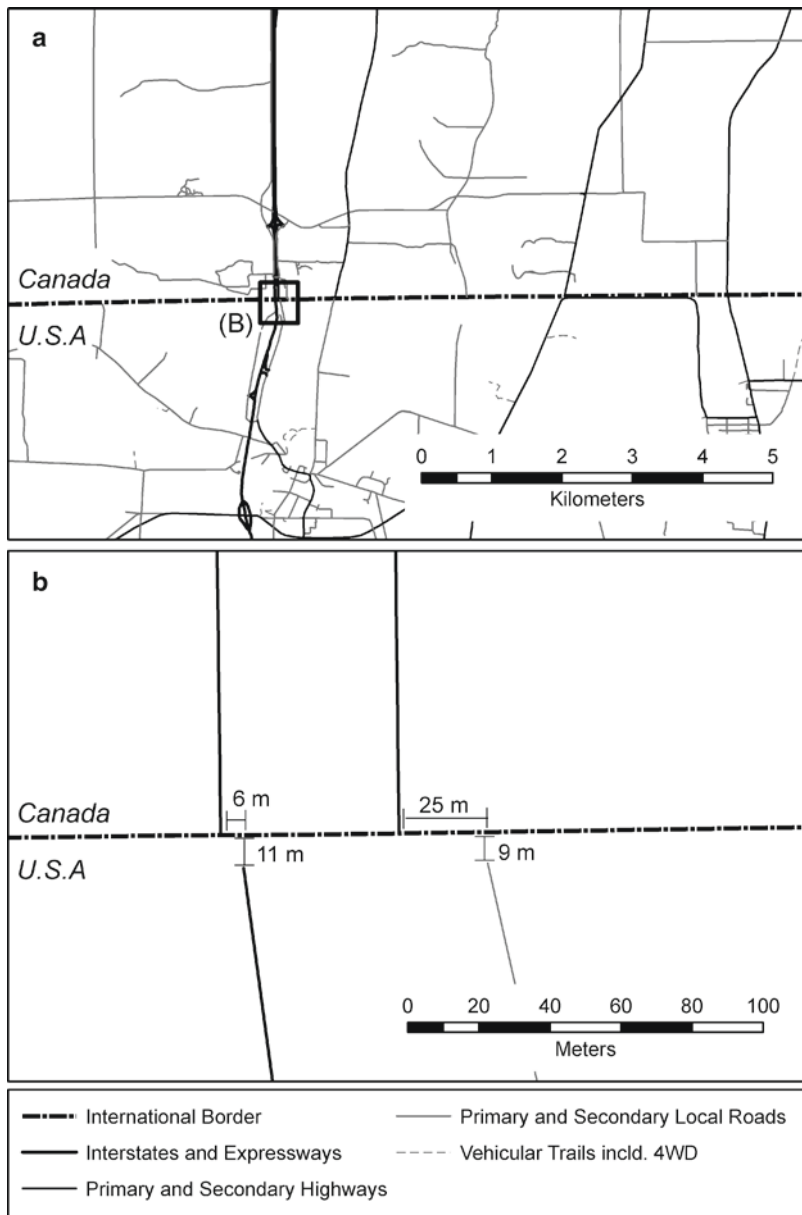 a
Canada
U.S.A
(B)
0 1 2 3 4 5
Kilometers
b
6 m
25 m
Canada
U.S.A
11 m
9 m
0 20 40 60 80 100
Meters
International Border
Primary and Secondary Local Roads
Interstates and Expressways
Vehicular Trails incld. 4WD
Primary and Secondary Highways